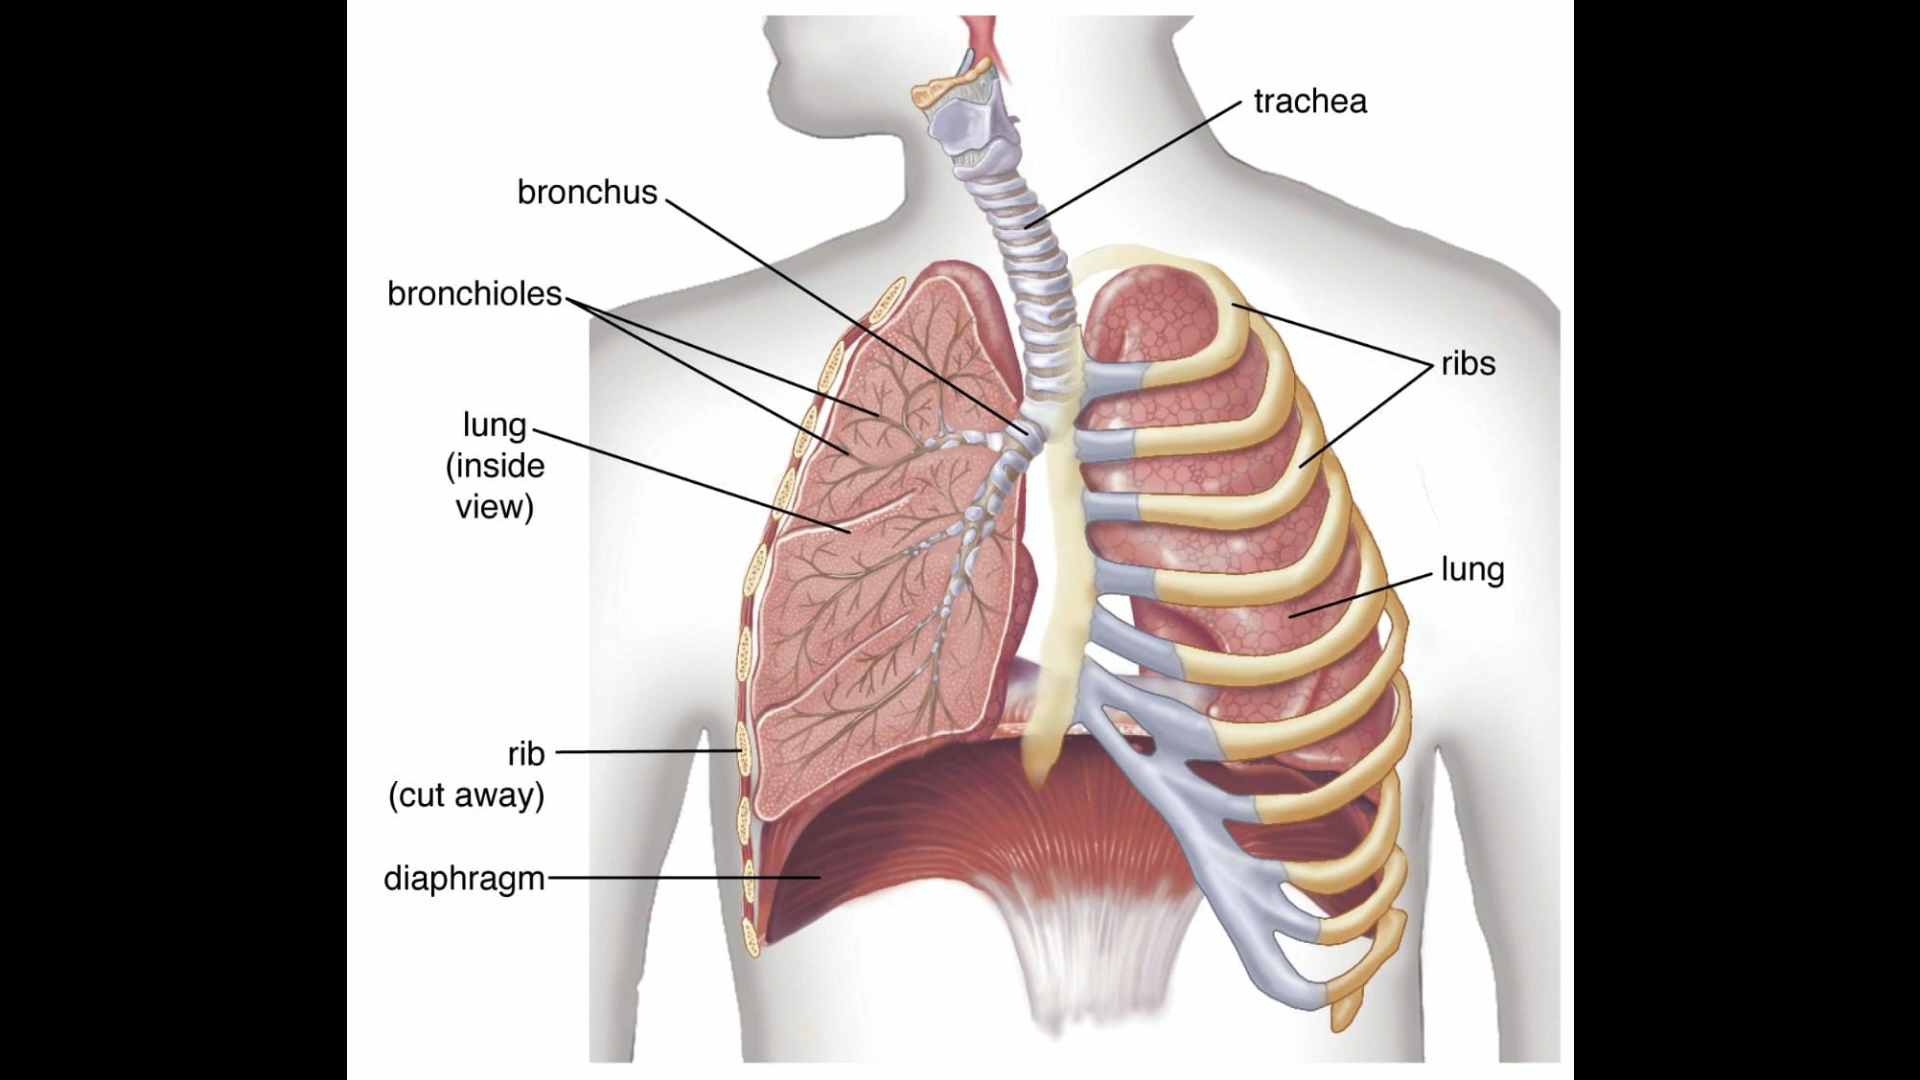 trachea
bronchus
bronchioles
ribs
lung
(inside
view)
lung
rib
(cut away)
diaphragm